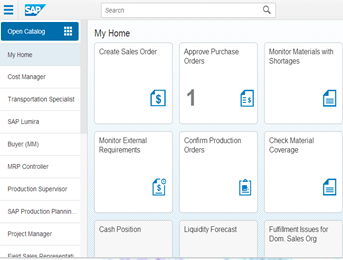 SAP
Search
Open Catalog
My Home
Cost Manager
Transportation Specialist
SAP Lumira
Buyer (MM)
MRP Controller
Production Supervisor
SAP Production Plannin...
Project Manager
Field Sales Representati
My Home
Create Sales Order
Approve Purchase
Orders
1
Monitor Materials with
Shortages
Monitor External
Requirements
Confirm Production
Orders
Check Material
Coverage
Cash Position
Liquidity Forecast
Fulfillment Issues for
Dom. Sales Org